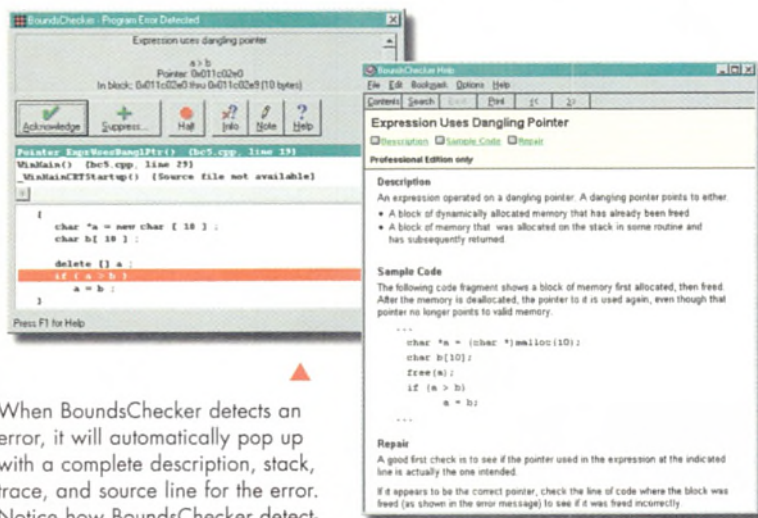 BoundsChecker - Program Error Detected
Expression uses dangling pointer
a > b
Pointer: 0x011c02e0
In block: 0x011c02e0 thru 0x011c02e9 (10 bytes)
Acknowledge Suppress... Halt Info Note Help
Pointer_ExprUsesDanglPtr() {bc5.cpp, line 19}
WinMain() {bc5.cpp, line 29}
_WinMainCRTStartup() {Source file not available}
{
char *a = new char [ 10 ] ;
char b[ 10 ] ;
delete [] a ;
if ( a > b )
a = b ;
}
Press F1 for Help
When BoundsChecker detects an
error, it will automatically pop up
with a complete description, stack,
trace, and source line for the error.
Notice how BoundsChecker detect-
BoundsChecker Help
File Edit Bookmark Options Help
Contents Search Print << >>
Expression Uses Dangling Pointer
Description Sample Code Repair
Professional Edition only
Description
An expression operated on a dangling pointer. A dangling pointer points to either.
• A block of dynamically allocated memory that has already been freed
• A block of memory that was allocated on the stack in some routine and
has subsequently returned.
Sample Code
The following code fragment shows a block of memory first allocated, then freed.
After the memory is deallocated, the pointer to it is used again, even though that
pointer no longer points to valid memory.
...
char *a = (char *)malloc(10);
char b[10];
free(a);
if (a > b)
a = b;
...
Repair
A good first check is to see if the pointer used in the expression at the indicated
line is actually the one intended.
If it appears to be the correct pointer, check the line of code where the block was
freed (as shown in the error message) to see if it was freed incorrectly.